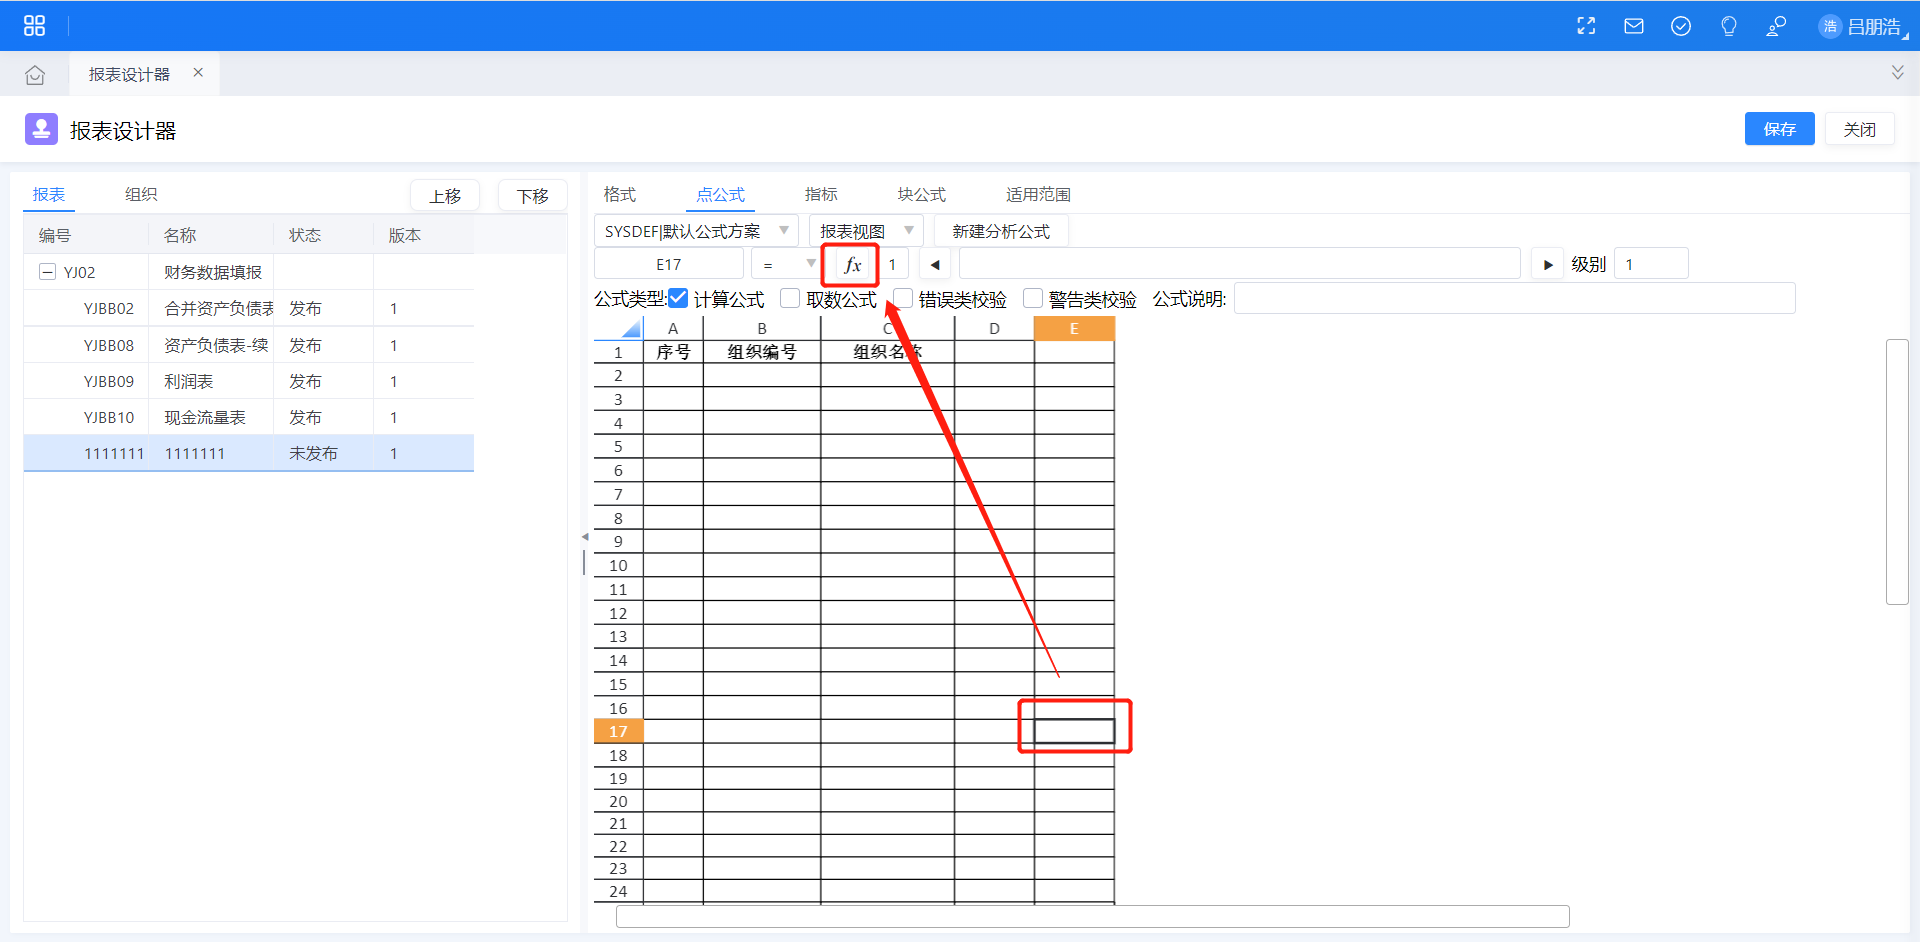 浩 吕朋浩
报表设计器 ×
报表设计器
保存 关闭
报表 组织 上移 下移
编号 名称 状态 版本
YJ02 财务数据填报
YJBB02 合并资产负债表 发布 1
YJBB08 资产负债表-续 发布 1
YJBB09 利润表 发布 1
YJBB10 现金流量表 发布 1
1111111 1111111 未发布 1
格式 点公式 指标 块公式 适用范围
SYSDEF|默认公式方案 报表视图 新建分析公式
E17 = fx 1 级别 1
公式类型: 计算公式 取数公式 错误类校验 警告类校验 公式说明:
A B C D E
1 序号 组织编号 组织名称
2
3
4
5
6
7
8
9
10
11
12
13
14
15
16
17
18
19
20
21
22
23
24